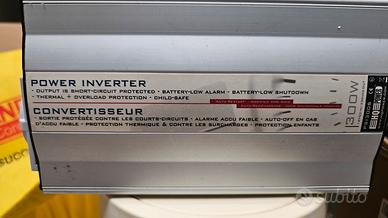 POWER INVERTER
- OUTPUT IS SHORT-CIRCUIT PROTECTED - BATTERY-LOW ALARM - BATTERY-LOW SHUTDOWN
- THERMAL + OVERLOAD PROTECTION - CHILD-SAFE
CONVERTISSEUR
- SORTIE PROTÉGÉE CONTRE LES COURTS-CIRCUITS - ALARME ACCU FAIBLE - AUTO-OFF EN CAS
D'ACCU FAIBLE - PROTECTION THERMIQUE & CONTRE LES SURCHARGES - PROTECTION ENFANTS
300W
subito